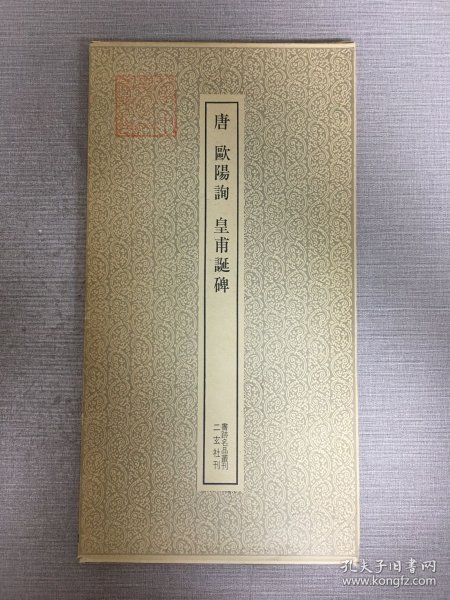 唐 歐陽詢 皇甫誕碑
書跡名品叢刊
二玄社刊
孔夫子旧书网
www.kongfz.com